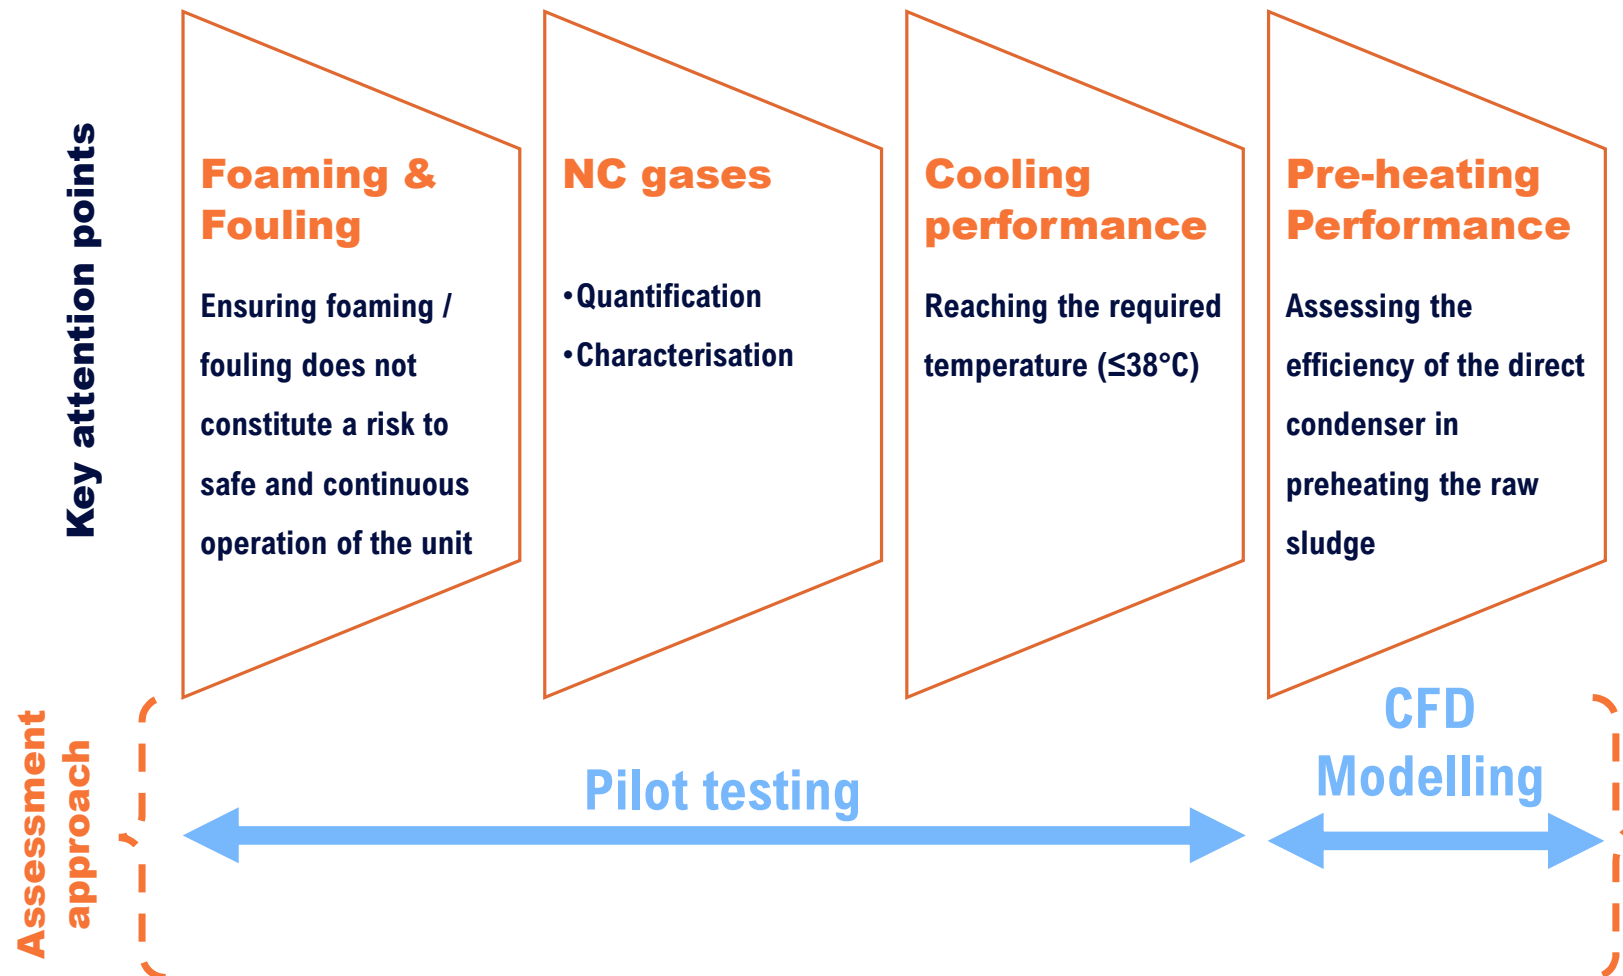 Key attention points
Foaming &
Fouling
Ensuring foaming /
fouling does not
constitute a risk to
safe and continuous
operation of the unit
NC gases
•Quantification
•Characterisation
Cooling
performance
Reaching the required
temperature (≤38°C)
Pre-heating
Performance
Assessing the
efficiency of the direct
condenser in
preheating the raw
sludge
Assessment
approach
Pilot testing
CFD
Modelling